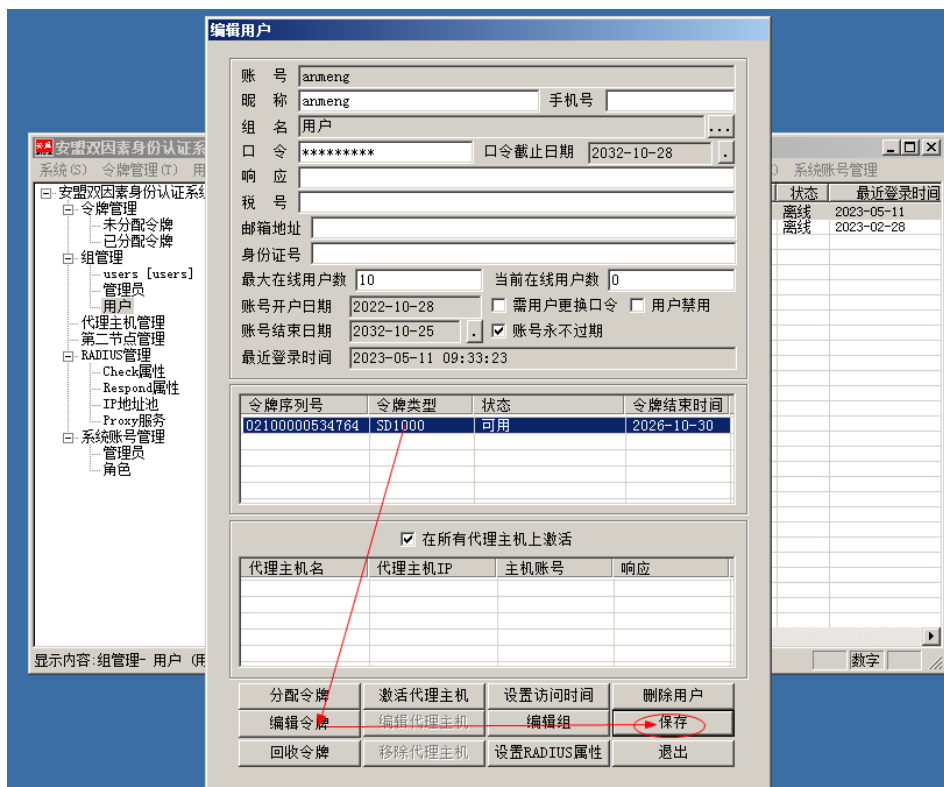 编辑用户
账 号 anmeng
昵 称 anmeng 手机号
组 名 用户 ...
口 令 ********* 口令截止日期 2032-10-28 .
响 应
税 号
邮箱地址
身份证号
最大在线用户数 10 当前在线用户数 0
账号开户日期 2022-10-28 需用户更换口令 用户禁用
账号结束日期 2032-10-25 . 账号永不过期
最近登录时间 2023-05-11 09:33:23
令牌序列号 令牌类型 状态 令牌结束时间
02100000534764 SD1000 可用 2026-10-30
在所有代理主机上激活
代理主机名 代理主机IP 主机账号 响应
分配令牌 激活代理主机 设置访问时间 删除用户
编辑令牌 编辑代理主机 编辑组 保存
回收令牌 移除代理主机 设置RADIUS属性 退出
安盟双因素身份认证系
系统(S) 令牌管理(T) 用
安盟双因素身份认证系统
令牌管理
未分配令牌
已分配令牌
组管理
users [users]
管理员
用户
代理主机管理
第二节点管理
RADIUS管理
Check属性
Respond属性
IP地址池
Proxy服务
系统账号管理
管理员
角色
显示内容:组管理- 用户 (用
) 系统账号管理
状态 最近登录时间
离线 2023-05-11
离线 2023-02-28
数字